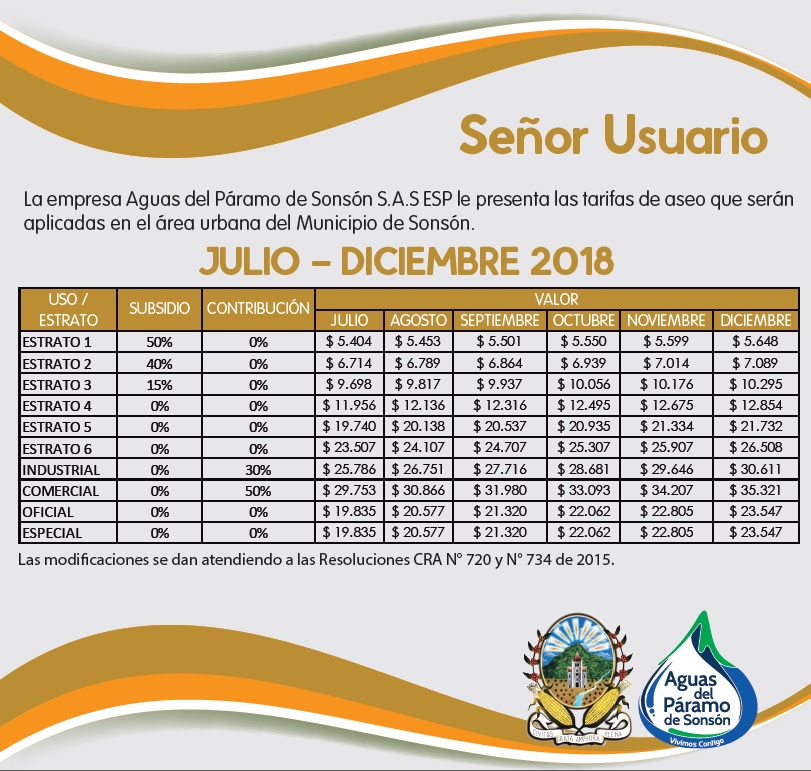 Señor Usuario
La empresa Aguas del Páramo de Sonsón S.A.S ESP le presenta las tarifas de aseo que serán
aplicadas en el área urbana del Municipio de Sonsón.
JULIO – DICIEMBRE 2018
USO / ESTRATO SUBSIDIO CONTRIBUCIÓN VALOR
JULIO AGOSTO SEPTIEMBRE OCTUBRE NOVIEMBRE DICIEMBRE
ESTRATO 1 50% 0% $ 5.404 $ 5.453 $ 5.501 $ 5.550 $ 5.599 $ 5.648
ESTRATO 2 40% 0% $ 6.714 $ 6.789 $ 6.864 $ 6.939 $ 7.014 $ 7.089
ESTRATO 3 15% 0% $ 9.698 $ 9.817 $ 9.937 $ 10.056 $ 10.176 $ 10.295
ESTRATO 4 0% 0% $ 11.956 $ 12.136 $ 12.316 $ 12.495 $ 12.675 $ 12.854
ESTRATO 5 0% 0% $ 19.740 $ 20.138 $ 20.537 $ 20.935 $ 21.334 $ 21.732
ESTRATO 6 0% 0% $ 23.507 $ 24.107 $ 24.707 $ 25.307 $ 25.907 $ 26.508
INDUSTRIAL 0% 30% $ 25.786 $ 26.751 $ 27.716 $ 28.681 $ 29.646 $ 30.611
COMERCIAL 0% 50% $ 29.753 $ 30.866 $ 31.980 $ 33.093 $ 34.207 $ 35.321
OFICIAL 0% 0% $ 19.835 $ 20.577 $ 21.320 $ 22.062 $ 22.805 $ 23.547
ESPECIAL 0% 0% $ 19.835 $ 20.577 $ 21.320 $ 22.062 $ 22.805 $ 23.547
Las modificaciones se dan atendiendo a las Resoluciones CRA N° 720 y N° 734 de 2015.
Aguas
del
Páramo
de Sonsón
Vivimos Contigo